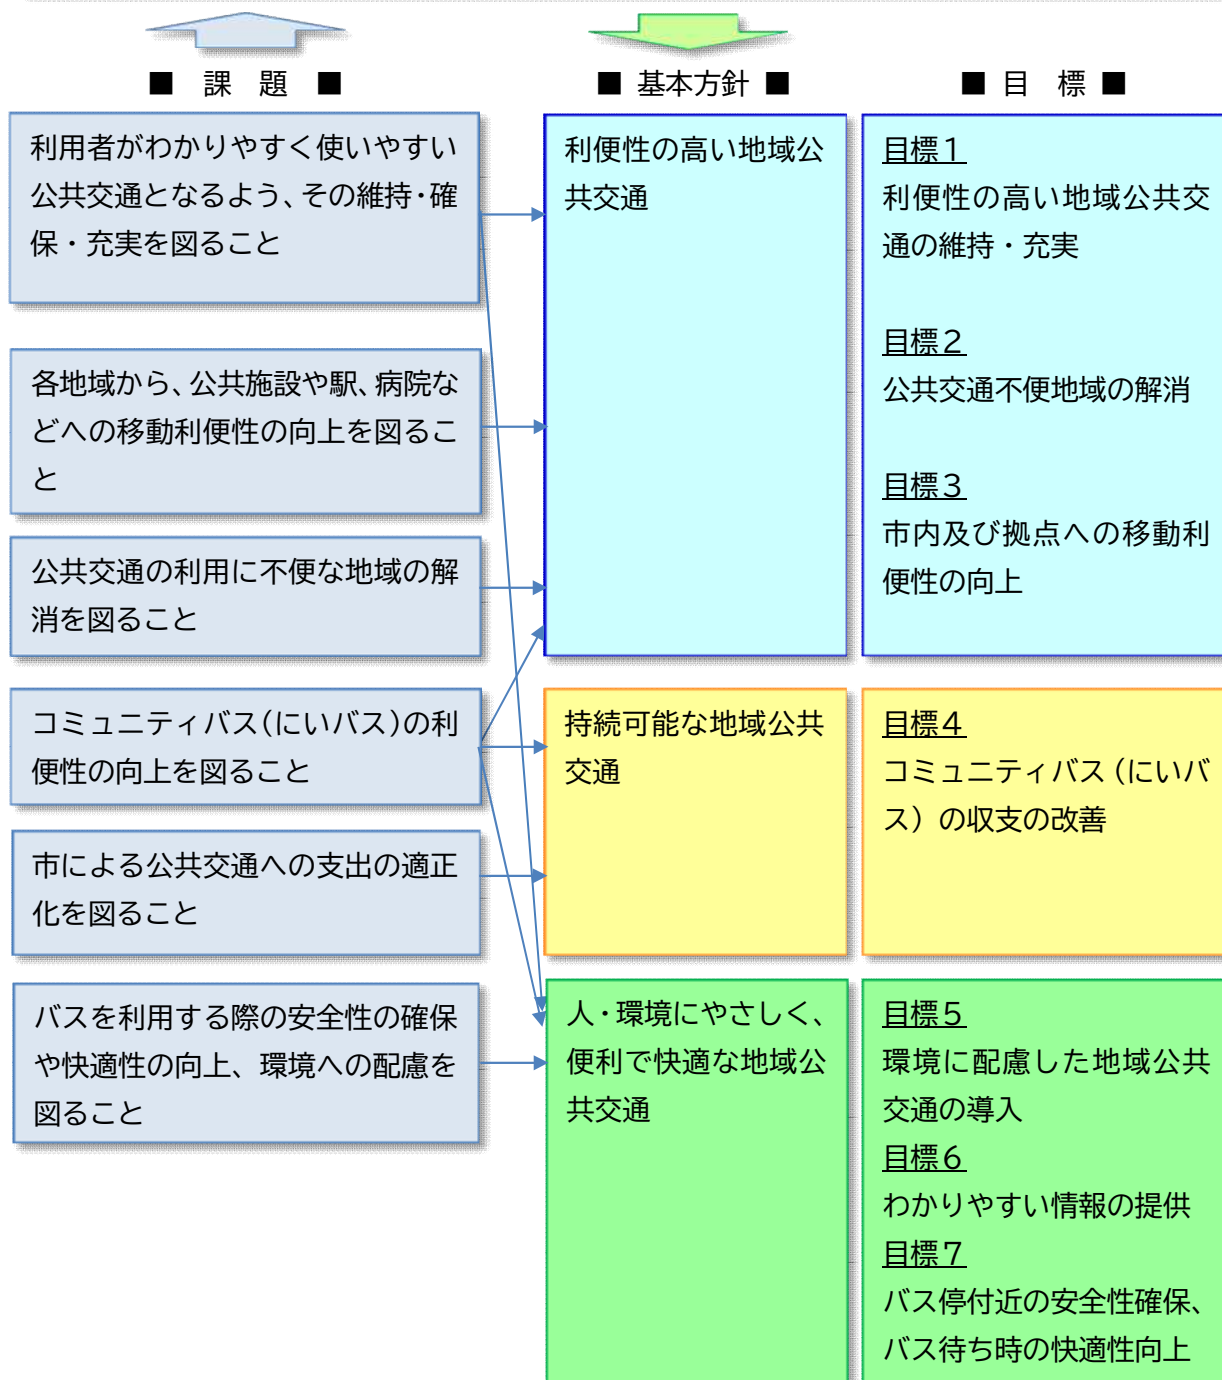 ■ 課 題 ■
■ 基本方針 ■
■ 目 標 ■
利用者がわかりやすく使いやすい
公共交通となるよう、その維持・確
保・充実を図ること
各地域から、公共施設や駅、病院な
どへの移動利便性の向上を図るこ
と
公共交通の利用に不便な地域の解
消を図ること
コミュニティバス(にいバス)の利
便性の向上を図ること
市による公共交通への支出の適正
化を図ること
バスを利用する際の安全性の確保
や快適性の向上、環境への配慮を
図ること
利便性の高い地域公
共交通
持続可能な地域公共
交通
人・環境にやさしく、
便利で快適な地域公
共交通
目標1
利便性の高い地域公共交
通の維持・充実
目標2
公共交通不便地域の解消
目標3
市内及び拠点への移動利
便性の向上
目標4
コミュニティバス(にいバ
ス)の収支の改善
目標5
環境に配慮した地域公共
交通の導入
目標6
わかりやすい情報の提供
目標7
バス停付近の安全性確保、
バス待ち時の快適性向上